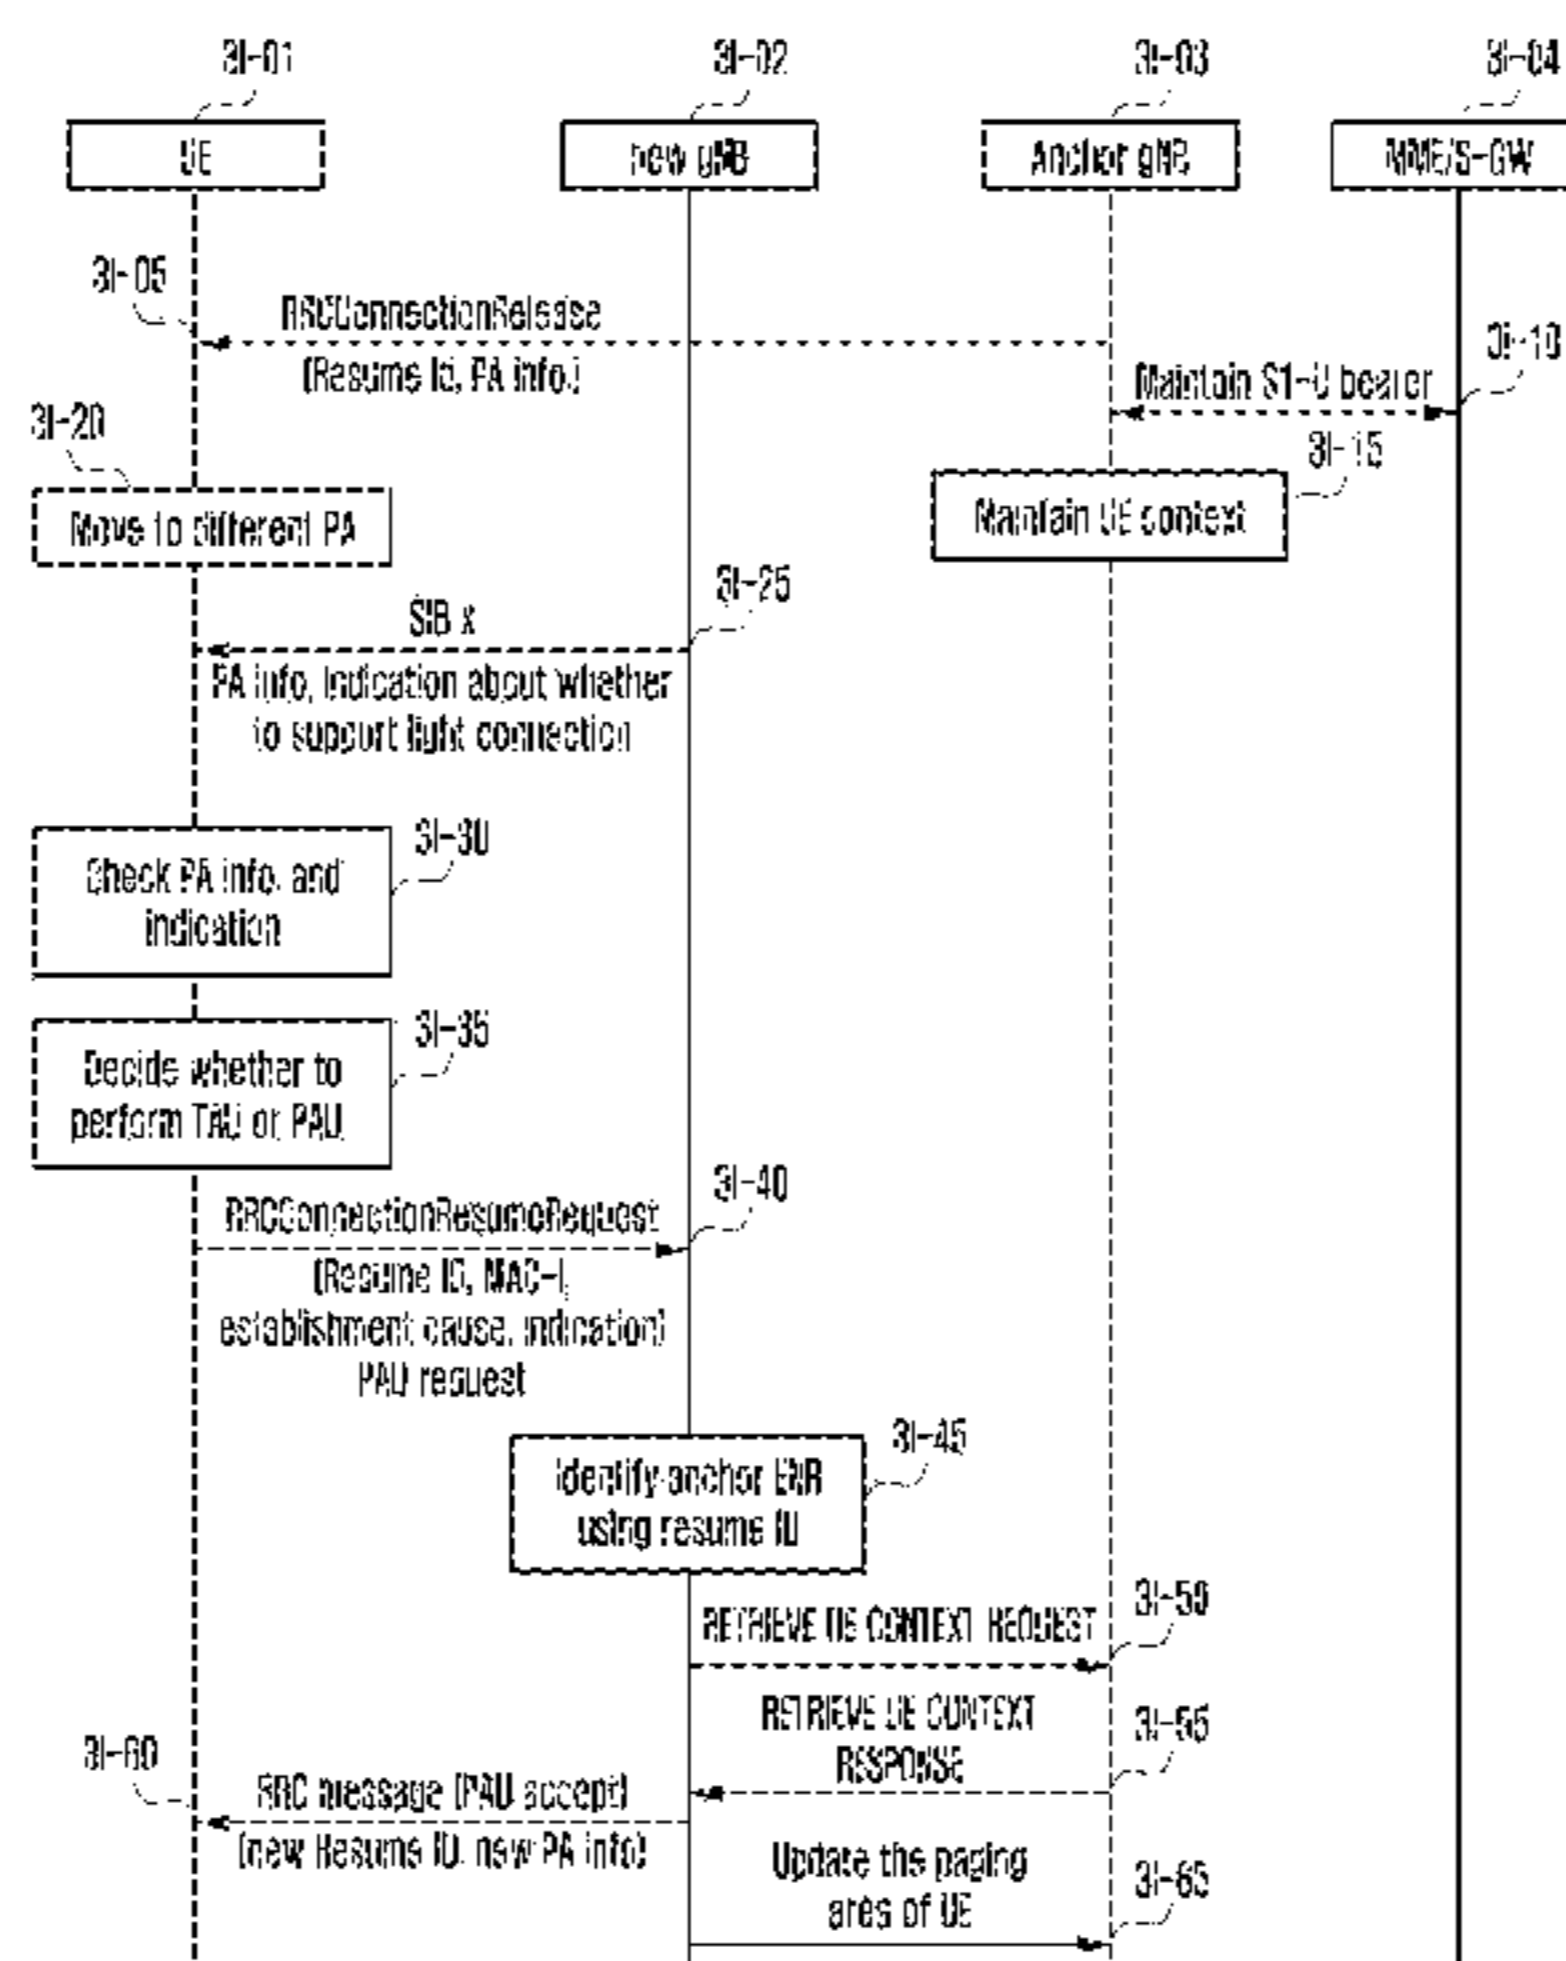 3I-01
3I-02
3I-03
3I-04
UE
new gNB
Anchor gNB
MME/S-GW
3I-05
RRCConnectionRelease
(Resume Id, PA info.)
3I-10
Maintain S1-U bearer
3I-20
3I-15
Move to different PA
Maintain UE context
3I-25
SIB x
PA info, Indication about whether
to support light connection
3I-30
Check PA info. and
indication
3I-35
Decide whether to
perform TAU or PAU
3I-40
RRCConnectionResumeRequest
(Resume ID, MAC-I,
establishment cause, indication)
PAU request
3I-45
Identify anchor ENB
using resume ID
3I-50
RETRIEVE UE CONTEXT REQUEST
3I-55
RETRIEVE UE CONTEXT
RESPONSE
3I-60
RRC message (PAU accept)
(new Resume ID, new PA info)
3I-65
Update the paging
area of UE